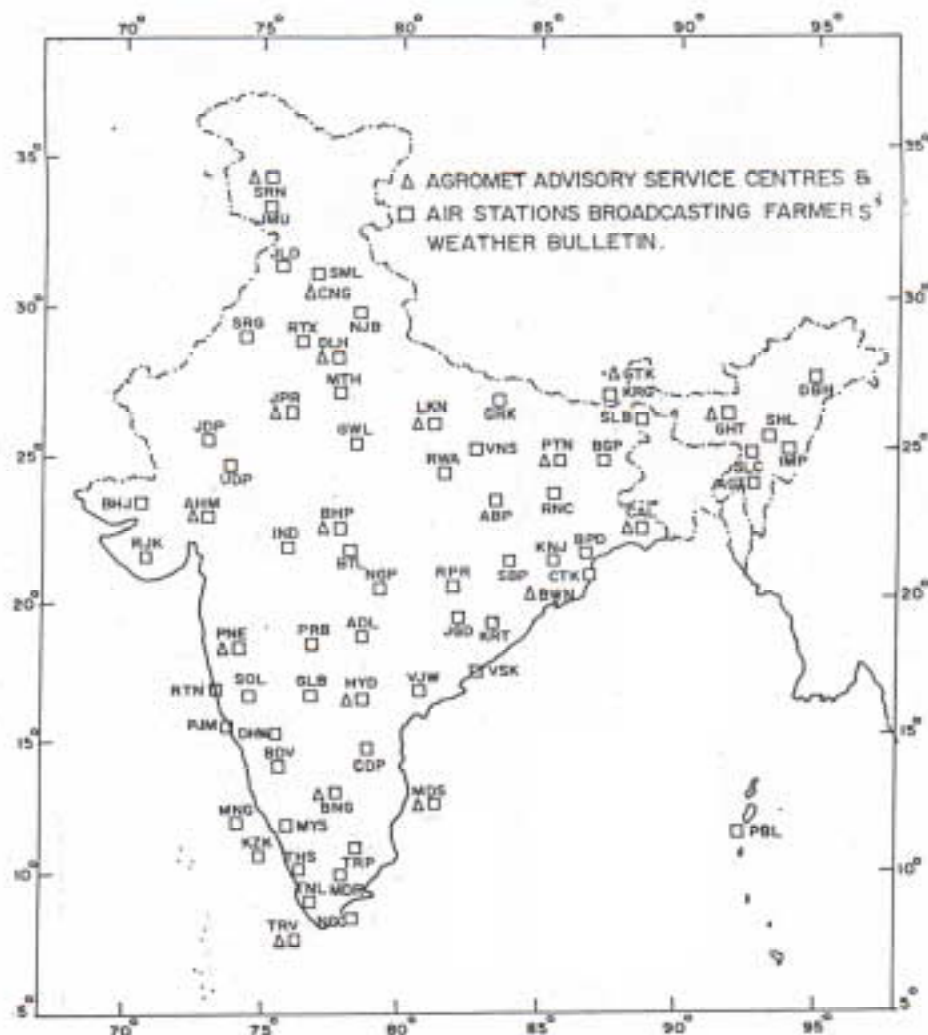 70° 75° 80° 85° 90° 95°
35° 35°
△ AGROMET ADVISORY SERVICE CENTRES &
□ AIR STATIONS BROADCASTING FARMERS'
WEATHER BULLETIN.
SRN
JMU
SML
CNG
30° 30°
NJB
SRG RTX
DLH
MTH
GTK
KRG
DBH
JPR LKN GRK SLB GHT SHL
JDP GWL VNS PTN BGP
25° 25°
RWA SLC IMP
UDP
BHJ AHM ABP RNC CAL
BHP
RJK IND KNJ BPD
BT
NGP RPR SBP CTK
BWN
20° 20°
PNE PRB ADL JGD KRT
VSK
RTN SOL GLB HYD VJW
PJM DHW
15° 15°
BDV CDP
BNG MDS
MNG MYS PBL
KZK THS TRP
10° 10°
TNL MDR
TRV
5° 5°
70° 75° 80° 85° 90° 95°